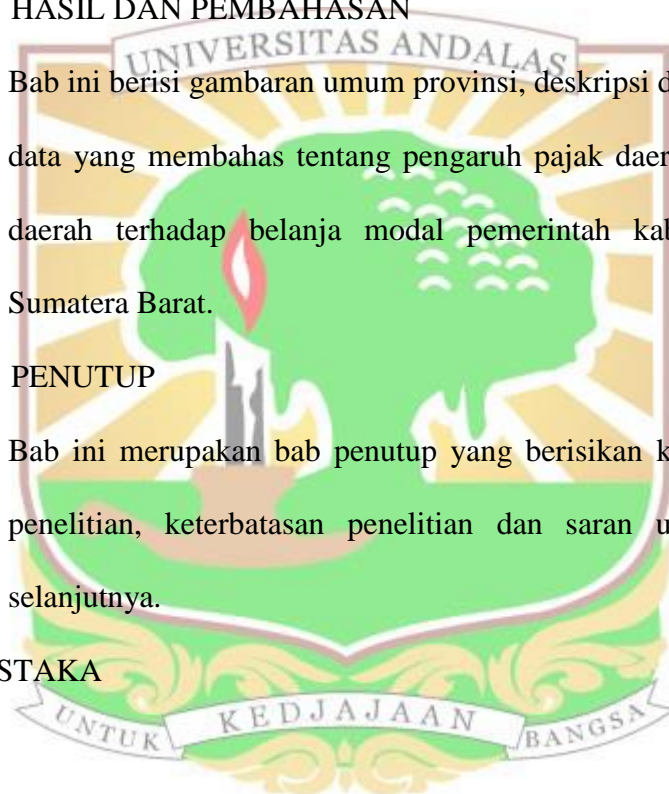 HASIL DAN PEMBAHASAN
UNIVERSITAS ANDALAS
Bab ini berisi gambaran umum provinsi, deskripsi d
data yang membahas tentang pengaruh pajak daer
daerah terhadap belanja modal pemerintah kab
Sumatera Barat.
PENUTUP
Bab ini merupakan bab penutup yang berisikan k
penelitian, keterbatasan penelitian dan saran u
selanjutnya.
STAKA
UNTUK KEDJAJAAN BANGSA